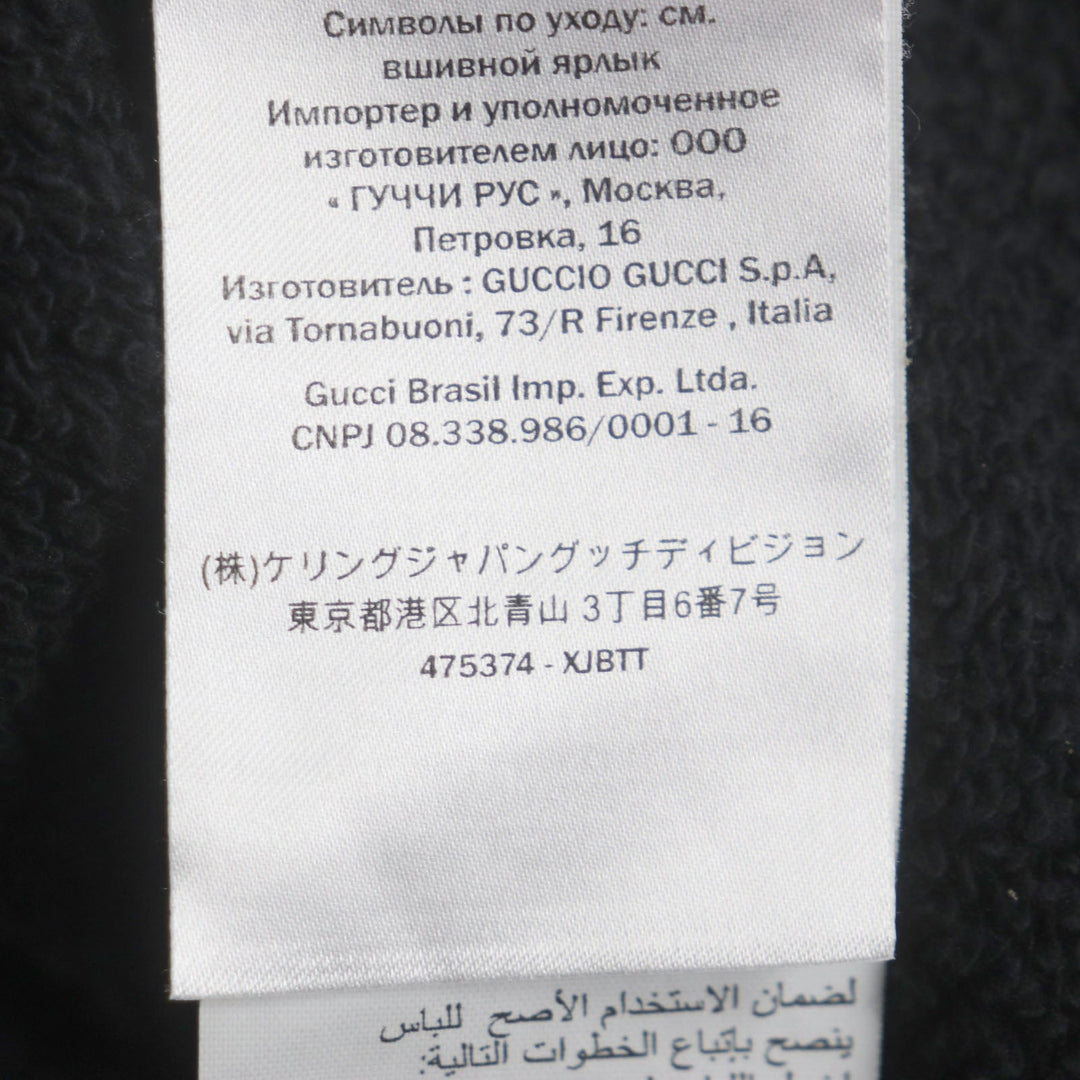 Символы по уходу: см.
вшивной ярлык
Импортер и уполномоченное
изготовителем лицо: ООО
« ГУЧЧИ РУС », Москва,
Петровка, 16
Изготовитель : GUCCIO GUCCI S.p.A,
via Tornabuoni, 73/R Firenze , Italia
Gucci Brasil Imp. Exp. Ltda.
CNPJ 08.338.986/0001 - 16
(株)ケリングジャパングッチディビジョン
東京都港区北青山 3丁目6番7号
475374 - XJBTT
لضمان الاستخدام الأصح للباس
ينصح بإتباع الخطوات التالية: